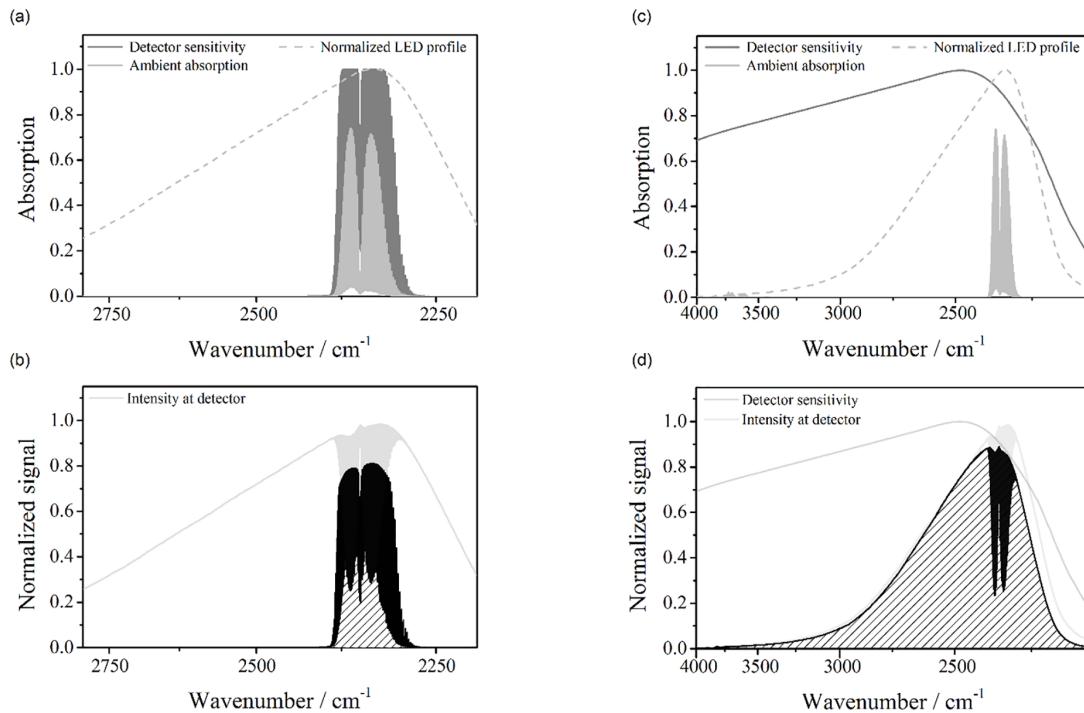 (a)
Detector sensitivity
Normalized LED profile
Ambient absorption
1.0
0.8
0.6
0.4
0.2
0.0
Absorption
2750
2500
2250
Wavenumber / cm⁻¹
(c)
Detector sensitivity
Normalized LED profile
Ambient absorption
1.0
0.8
0.6
0.4
0.2
0.0
Absorption
4000
3500
3000
2500
Wavenumber / cm⁻¹
(b)
Intensity at detector
1.0
0.8
0.6
0.4
0.2
0.0
Normalized signal
2750
2500
2250
Wavenumber / cm⁻¹
(d)
Detector sensitivity
Intensity at detector
1.0
0.8
0.6
0.4
0.2
0.0
Normalized signal
4000
3500
3000
2500
Wavenumber / cm⁻¹